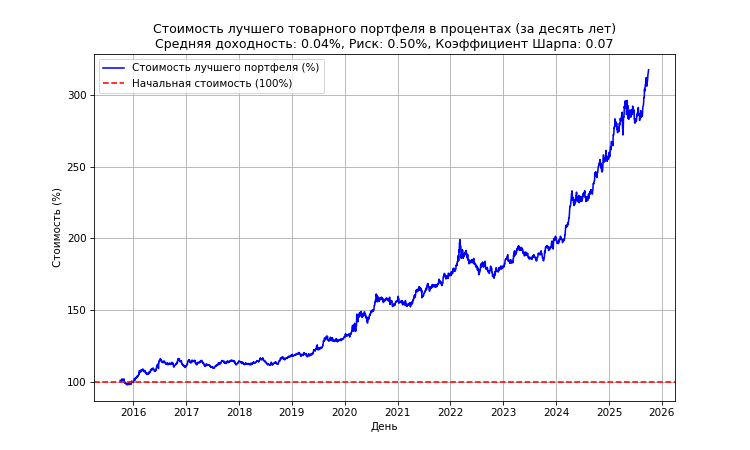 Стоимость лучшего товарного портфеля в процентах (за десять лет)
Средняя доходность: 0.04%, Риск: 0.50%, Коэффициент Шарпа: 0.07
Стоимость лучшего портфеля (%)
Начальная стоимость (100%)
Стоимость (%)
300
250
200
150
100
2016 2017 2018 2019 2020 2021 2022 2023 2024 2025 2026
День